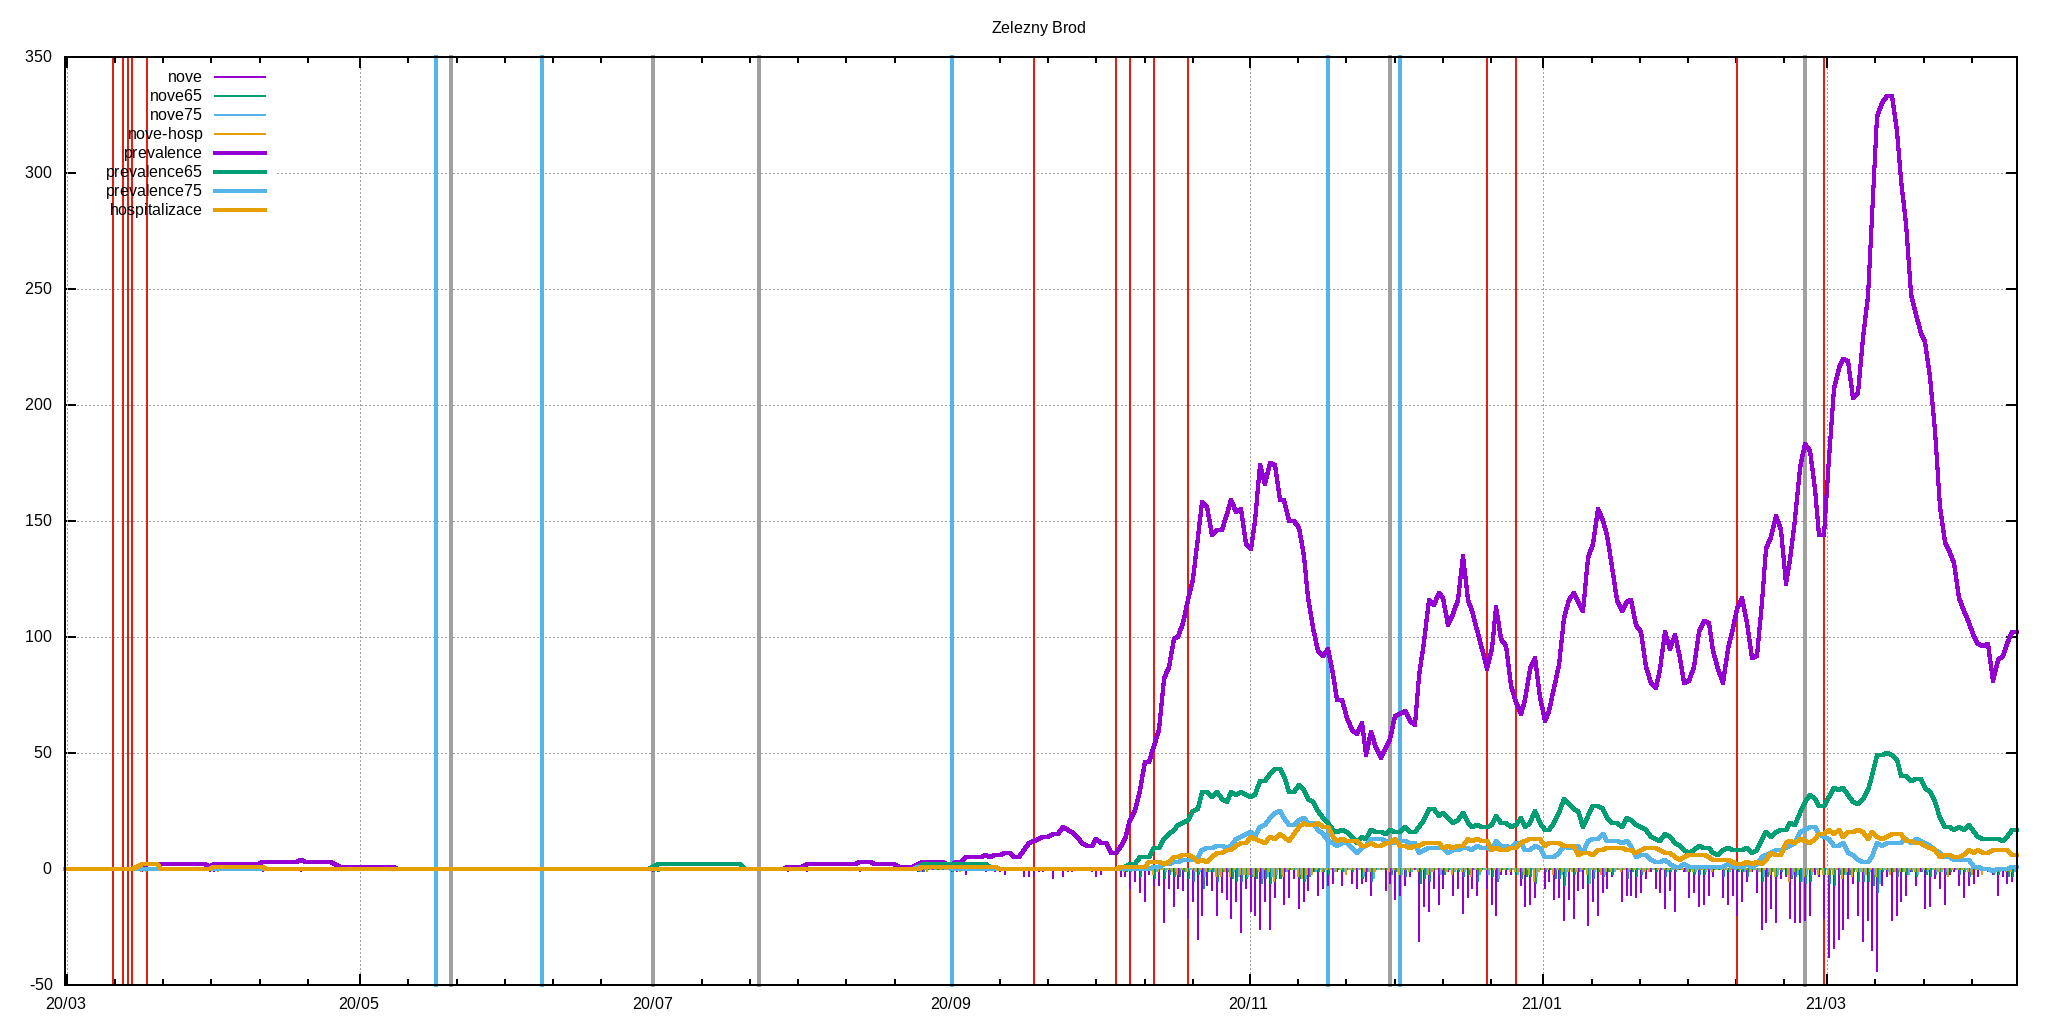 Zelezny Brod
350
300
250
200
150
100
50
0
-50
nove
nove65
nove75
nove-hosp
prevalence
prevalence65
prevalence75
hospitalizace
20/03 20/05 20/07 20/09 20/11 21/01 21/03